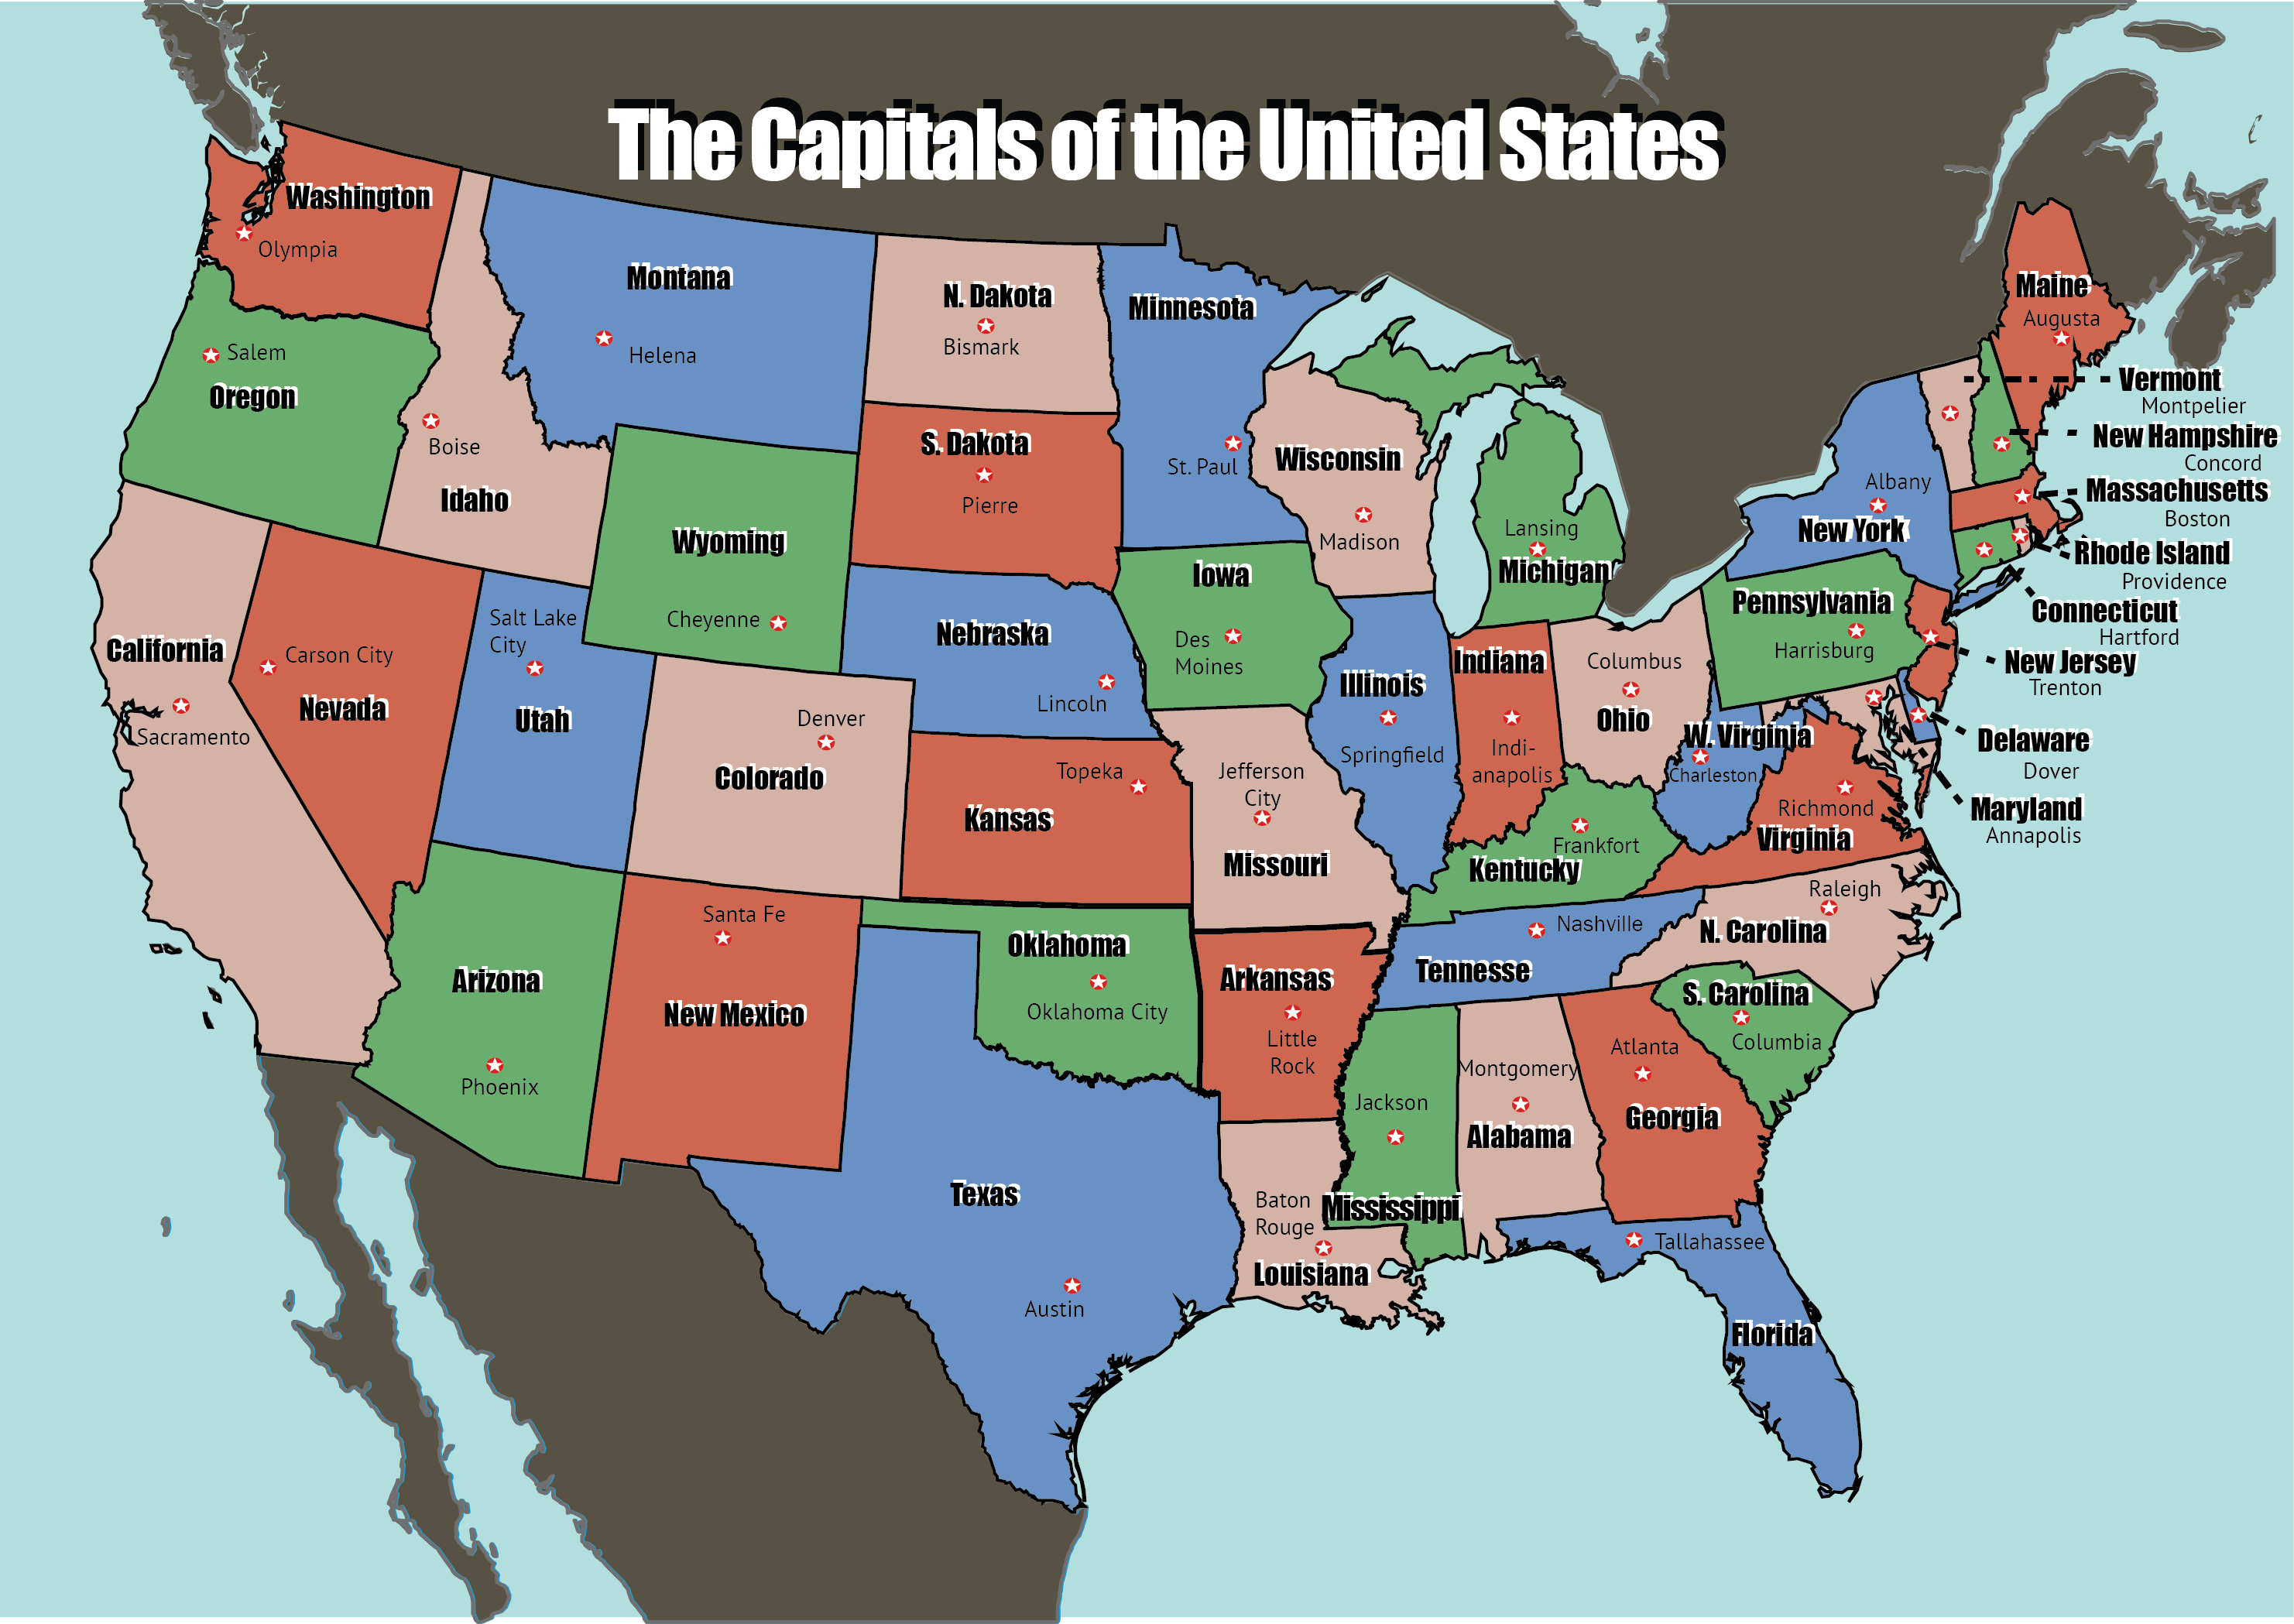 The Capitals of the United States
Washington
Olympia
Montana
Helena
N. Dakota
Bismark
Minnesota
St. Paul
Maine
Augusta
Salem
Oregon
Boise
Idaho
S. Dakota
Pierre
Wisconsin
Madison
Vermont
Montpelier
New Hampshire
Concord
Massachusetts
Boston
Rhode Island
Providence
Connecticut
Hartford
New Jersey
Trenton
Delaware
Dover
Maryland
Annapolis
Albany
New York
Lansing
Michigan
Wyoming
Cheyenne
Iowa
Des
Moines
Nebraska
Lincoln
Pennsylvania
Harrisburg
California
Sacramento
Carson City
Nevada
Salt Lake
City
Utah
Denver
Colorado
Topeka
Kansas
Jefferson
City
Missouri
Illinois
Springfield
Indiana
Indi-
anapolis
Columbus
Ohio
W. Virginia
Charleston
Richmond
Virginia
Frankfort
Kentucky
Raleigh
N. Carolina
Nashville
Tennesse
Arizona
Phoenix
Santa Fe
New Mexico
Oklahoma
Oklahoma City
Arkansas
Little
Rock
S. Carolina
Columbia
Atlanta
Georgia
Montgomery
Alabama
Jackson
Mississippi
Texas
Austin
Baton
Rouge
Louisiana
Tallahassee
Florida